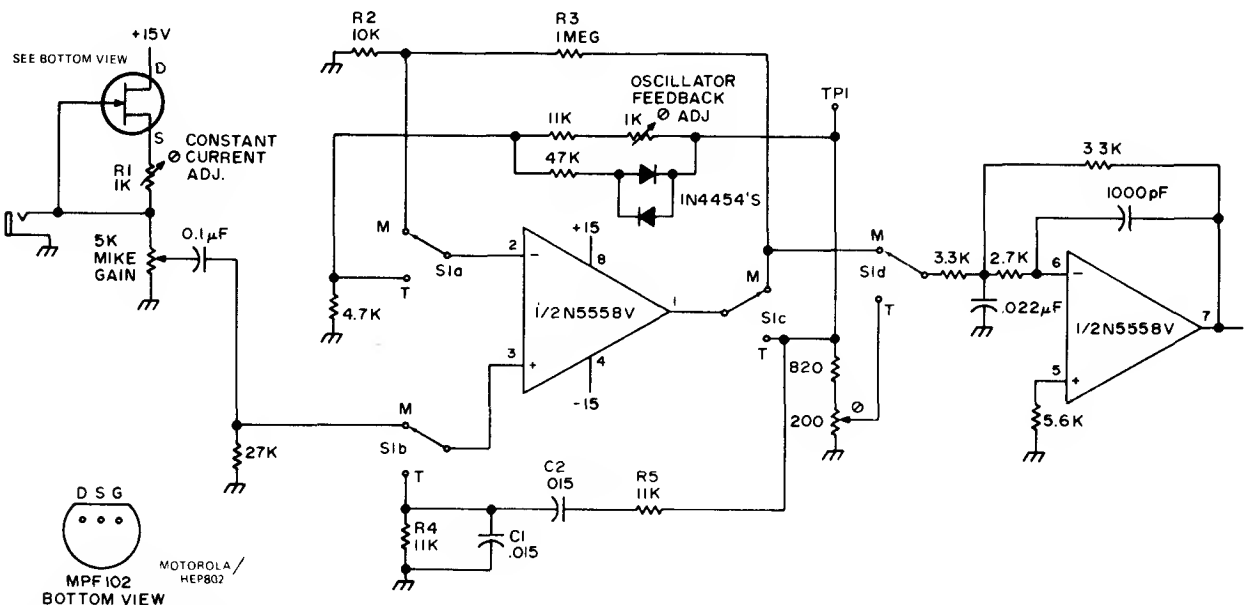 +15V
SEE BOTTOM VIEW
D
S
R1
1K
Ø CONSTANT
CURRENT
ADJ.
5K
MIKE
GAIN
0.1µF
27K
D S G
MPF102
BOTTOM VIEW
MOTOROLA/
HEP802
R2
10K
R3
1MEG
OSCILLATOR
FEEDBACK
Ø ADJ
11K
1K
47K
1N4454'S
TP1
M
S1a
T
4.7K
2
−
+15
8
1/2N5558V
1
3
+
4
-15
M
S1b
T
R4
11K
C1
.015
C2
.015
R5
11K
M
S1c
T
820
200
Ø
M
S1d
T
3.3K
2.7K
.022µF
3.3K
1000pF
6
−
1/2N5558V
7
5
+
5.6K